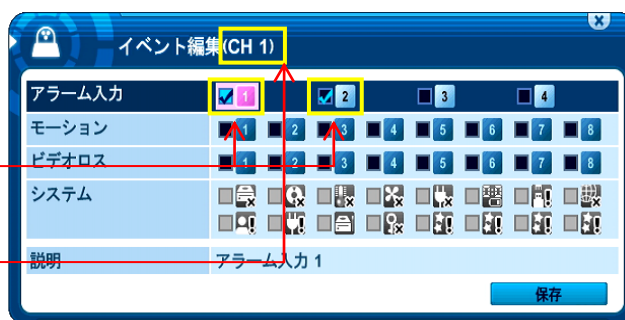 イベント編集(CH 1)
アラーム入力 1 2 3 4
モーション 1 2 3 4 5 6 7 8
ビデオロス 1 2 3 4 5 6 7 8
システム
説明 アラーム入力 1
保存